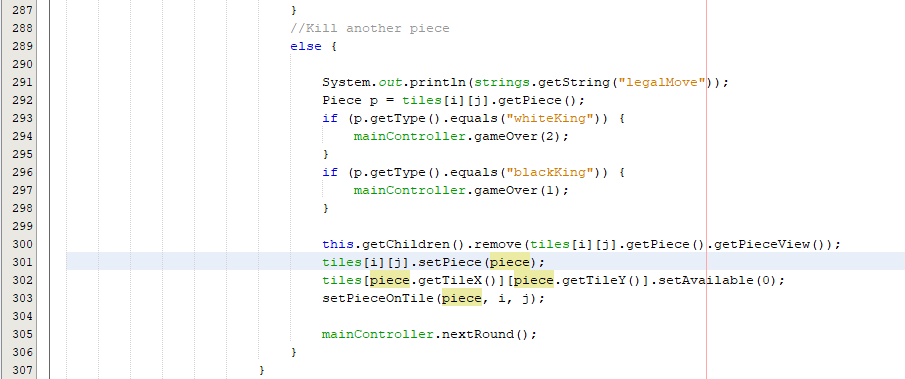 287 }
288 //Kill another piece
289 else {
290
291 System.out.println(strings.getString("legalMove"));
292 Piece p = tiles[i][j].getPiece();
293 if (p.getType().equals("whiteKing")) {
294 mainController.gameOver(2);
295 }
296 if (p.getType().equals("blackKing")) {
297 mainController.gameOver(1);
298 }
299
300 this.getChildren().remove(tiles[i][j].getPiece().getPieceView());
301 tiles[i][j].setPiece(piece);
302 tiles[piece.getTileX()][piece.getTileY()].setAvailable(0);
303 setPieceOnTile(piece, i, j);
304
305 mainController.nextRound();
306 }
307 }